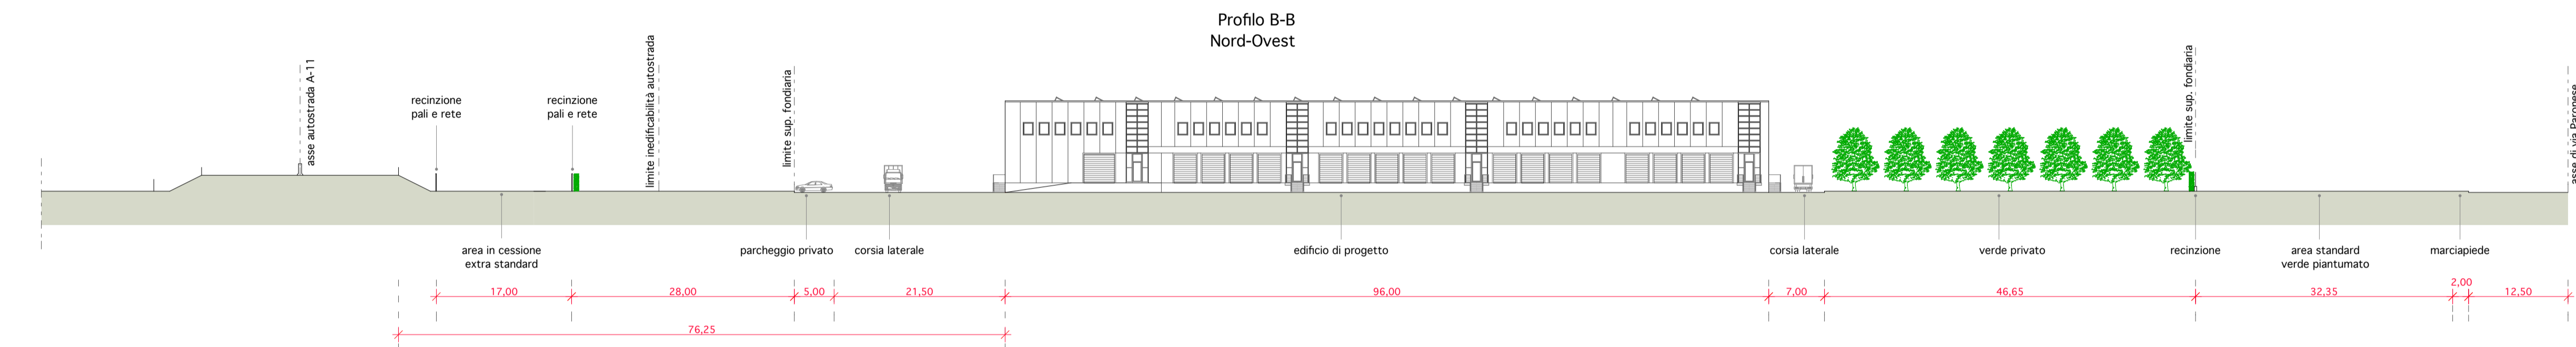 Profilo B-B
Nord-Ovest
asse autostrada A-11
recinzione
pali e rete
recinzione
pali e rete
limite inedificabilità autostrada
limite sup. fondiaria
limite sup. fondiaria
asse di via Parronese
area in cessione
extra standard
parcheggio privato
corsia laterale
edificio di progetto
corsia laterale
verde privato
recinzione
area standard
verde piantumato
marciapiede
17,00
28,00
5,00
21,50
96,00
7,00
46,65
32,35
2,00
12,50
76,25